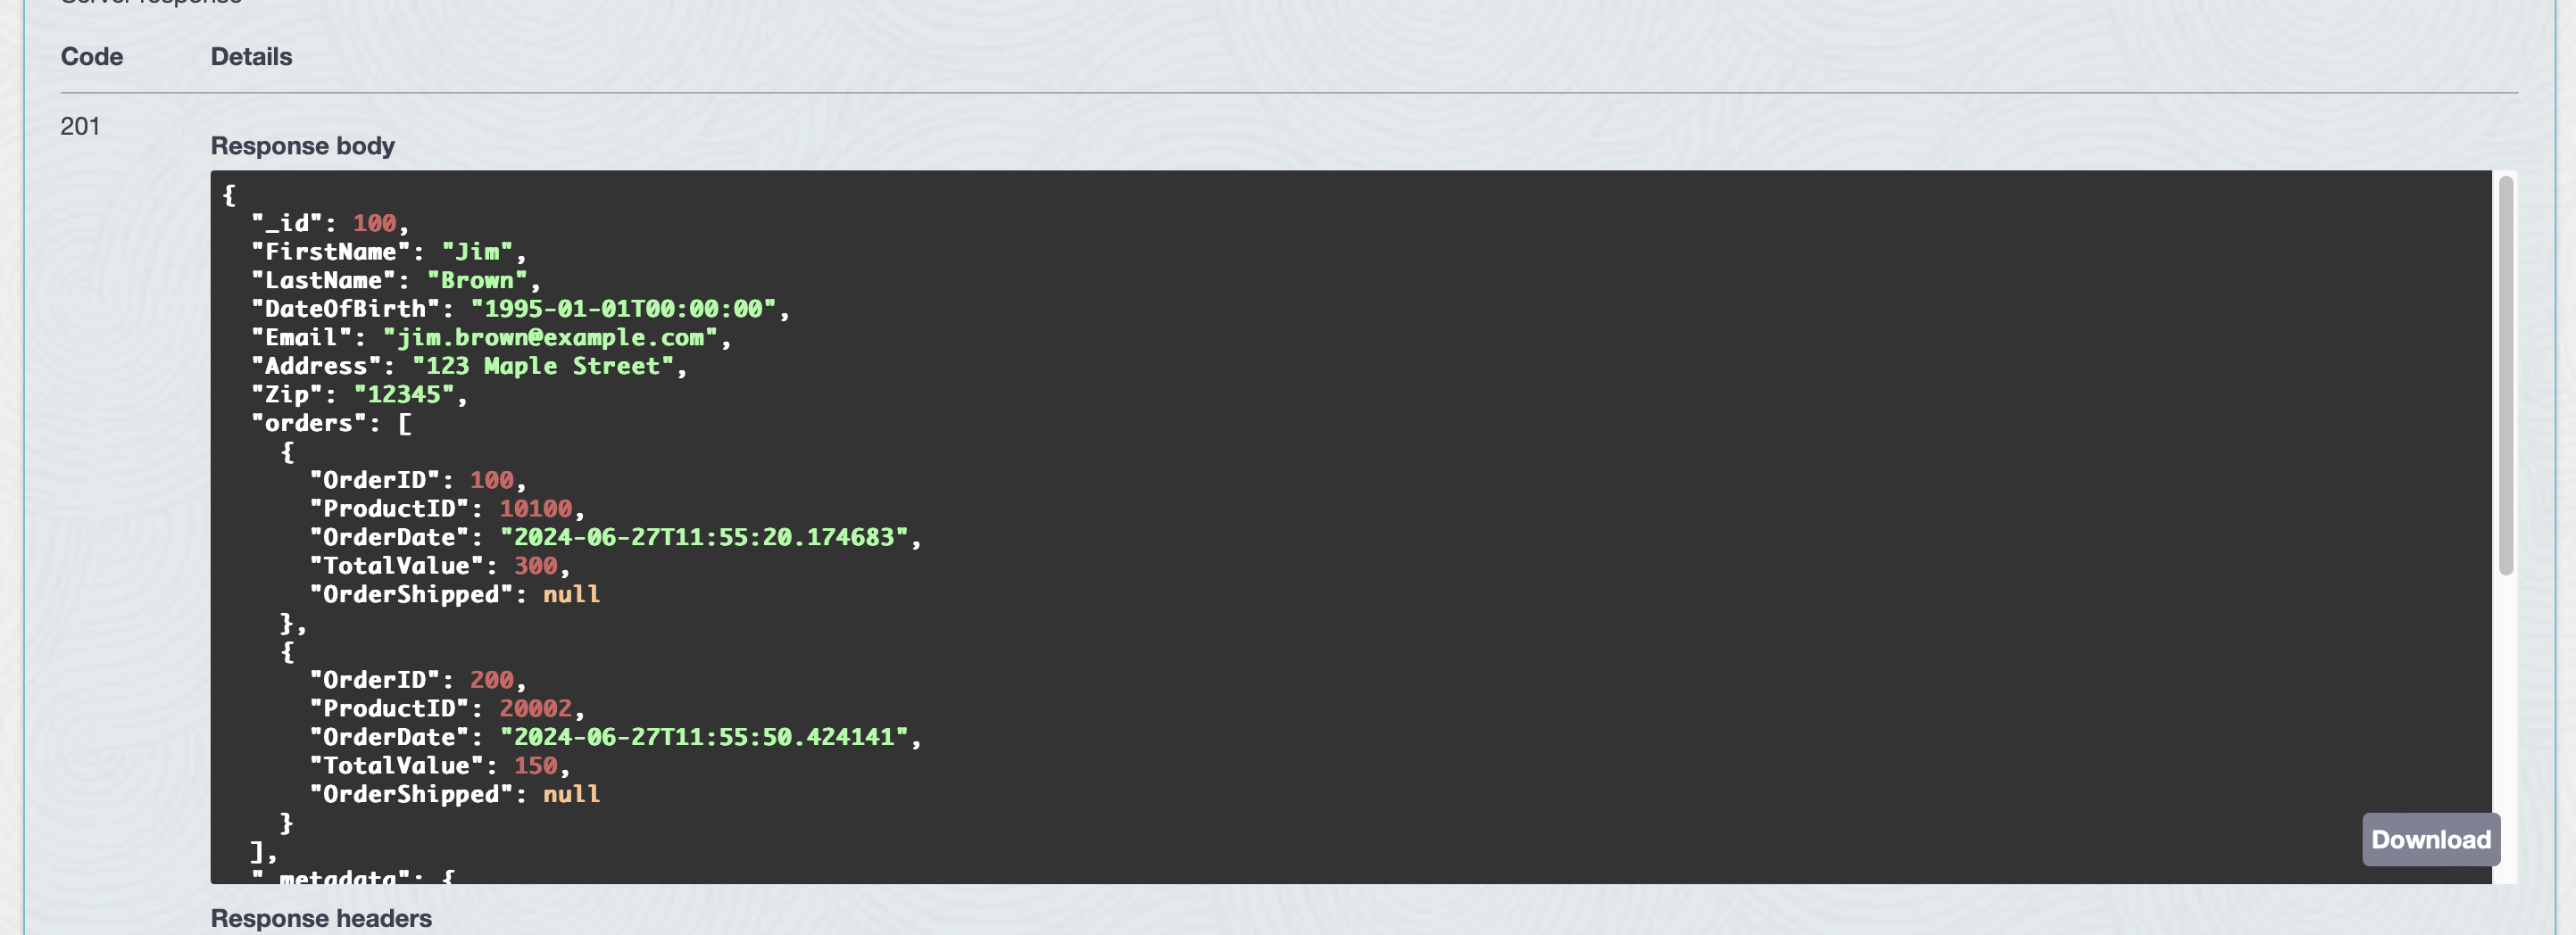 Server response
Code Details
201
Response body
{
  "_id": 100,
  "FirstName": "Jim",
  "LastName": "Brown",
  "DateOfBirth": "1995-01-01T00:00:00",
  "Email": "jim.brown@example.com",
  "Address": "123 Maple Street",
  "Zip": "12345",
  "orders": [
    {
      "OrderID": 100,
      "ProductID": 10100,
      "OrderDate": "2024-06-27T11:55:20.174683",
      "TotalValue": 300,
      "OrderShipped": null
    },
    {
      "OrderID": 200,
      "ProductID": 20002,
      "OrderDate": "2024-06-27T11:55:50.424141",
      "TotalValue": 150,
      "OrderShipped": null
    }
  ],
  "_metadata": {
Download
Response headers